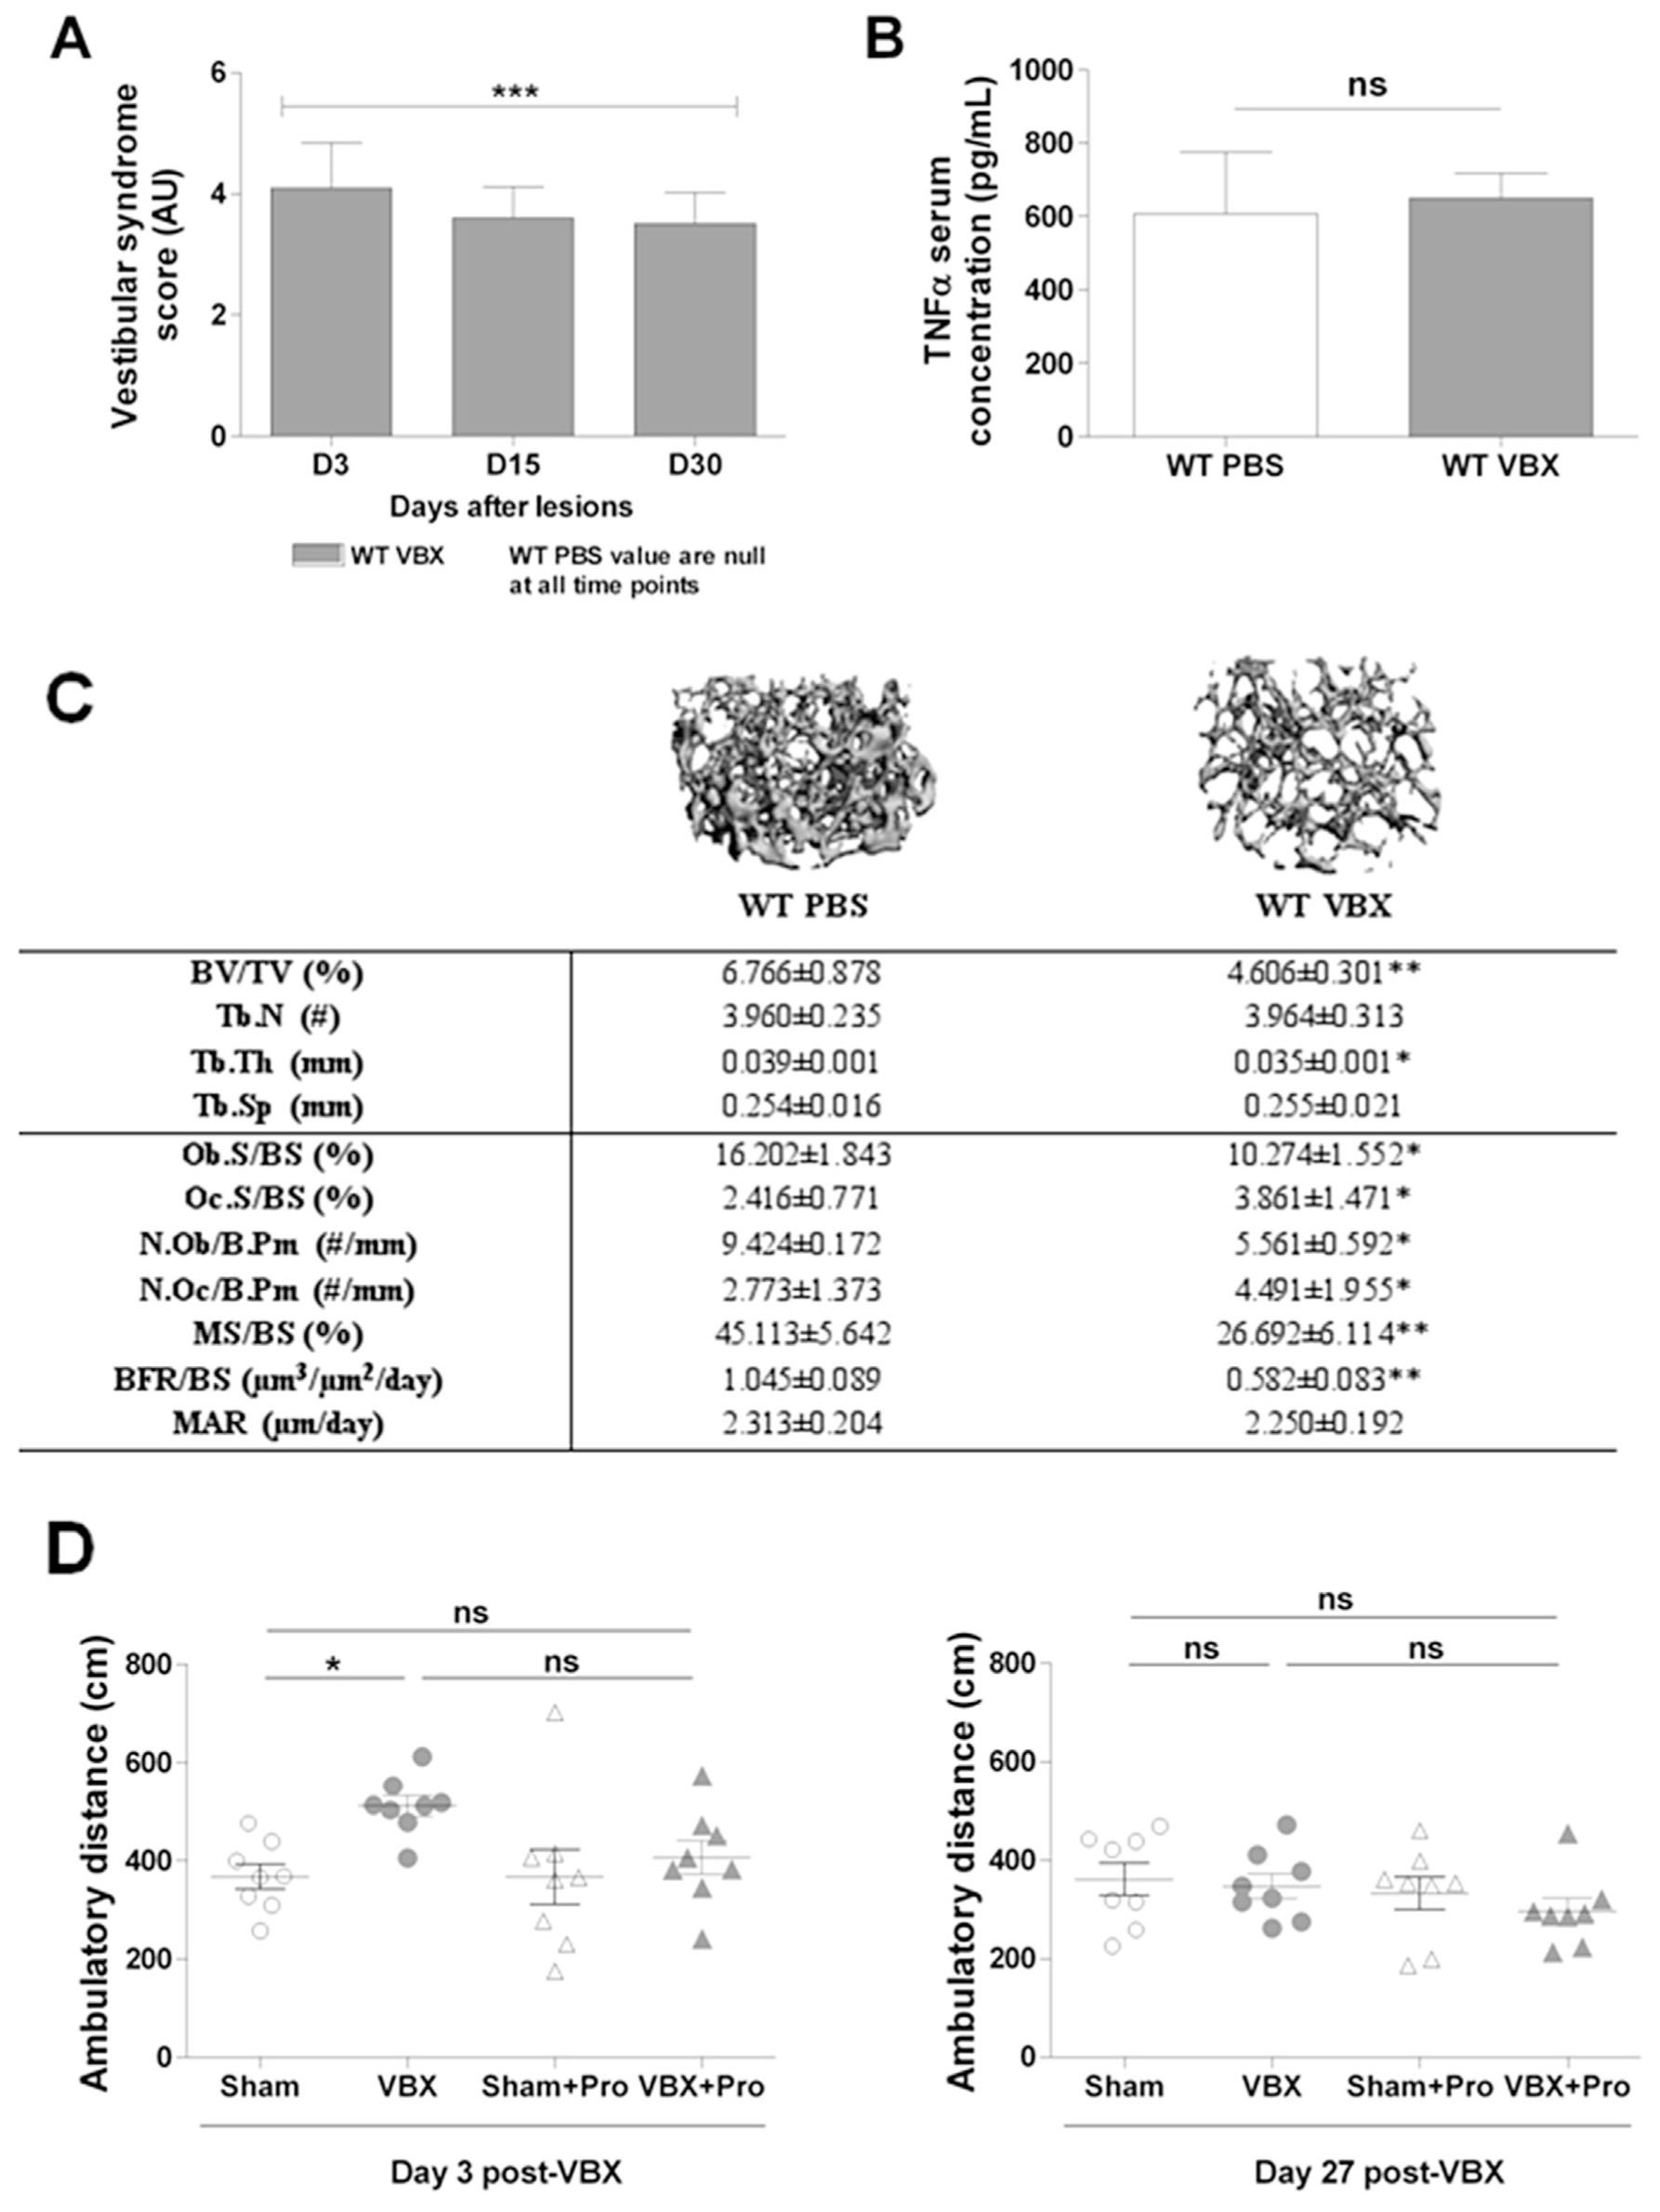 A
Vestibular syndrome
score (AU)
6
4
2
0
***
D3 D15 D30
Days after lesions
WT VBX
WT PBS value are null
at all time points
B
TNFα serum
concentration (pg/mL)
1000
800
600
400
200
0
ns
WT PBS WT VBX
C
WT PBS WT VBX
BV/TV (%) 6.766±0.878 4.606±0.301**
Tb.N (#) 3.960±0.235 3.964±0.313
Tb.Th (mm) 0.039±0.001 0.035±0.001*
Tb.Sp (mm) 0.254±0.016 0.255±0.021
Ob.S/BS (%) 16.202±1.843 10.274±1.552*
Oc.S/BS (%) 2.416±0.771 3.861±1.471*
N.Ob/B.Pm (#/mm) 9.424±0.172 5.561±0.592*
N.Oc/B.Pm (#/mm) 2.773±1.373 4.491±1.955*
MS/BS (%) 45.113±5.642 26.692±6.114**
BFR/BS (µm³/µm²/day) 1.045±0.089 0.582±0.083**
MAR (µm/day) 2.313±0.204 2.250±0.192
D
Ambulatory distance (cm)
800
600
400
200
0
ns
* ns
Sham VBX Sham+Pro VBX+Pro
Day 3 post-VBX
Ambulatory distance (cm)
800
600
400
200
0
ns
ns ns
Sham VBX Sham+Pro VBX+Pro
Day 27 post-VBX